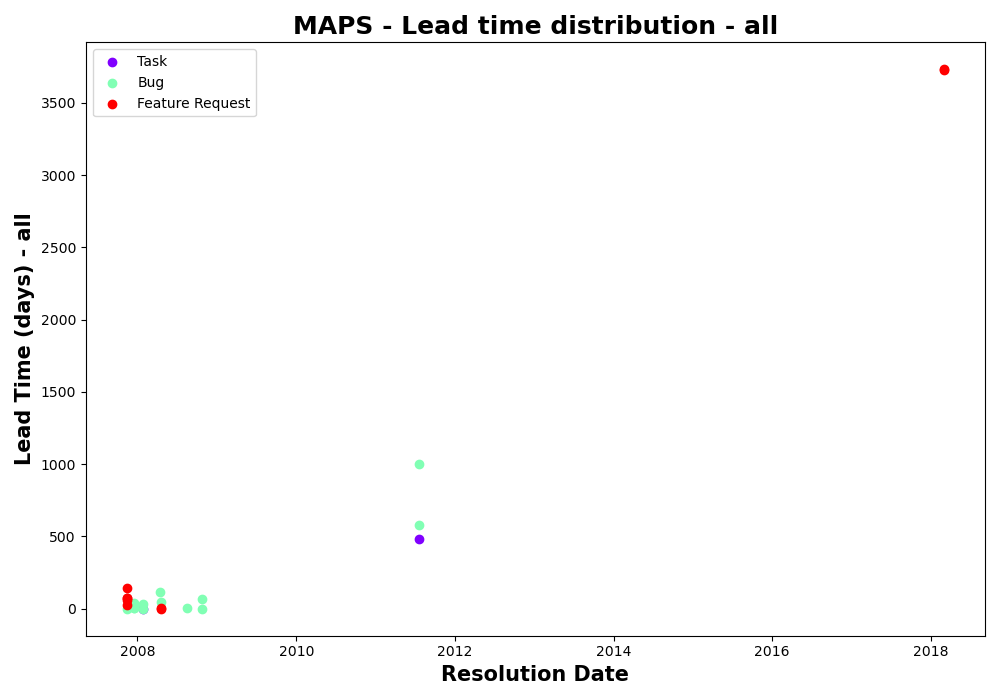 MAPS - Lead time distribution - all
Task
Bug
Feature Request
Lead Time (days) - all
3500
3000
2500
2000
1500
1000
500
0
2008 2010 2012 2014 2016 2018
Resolution Date